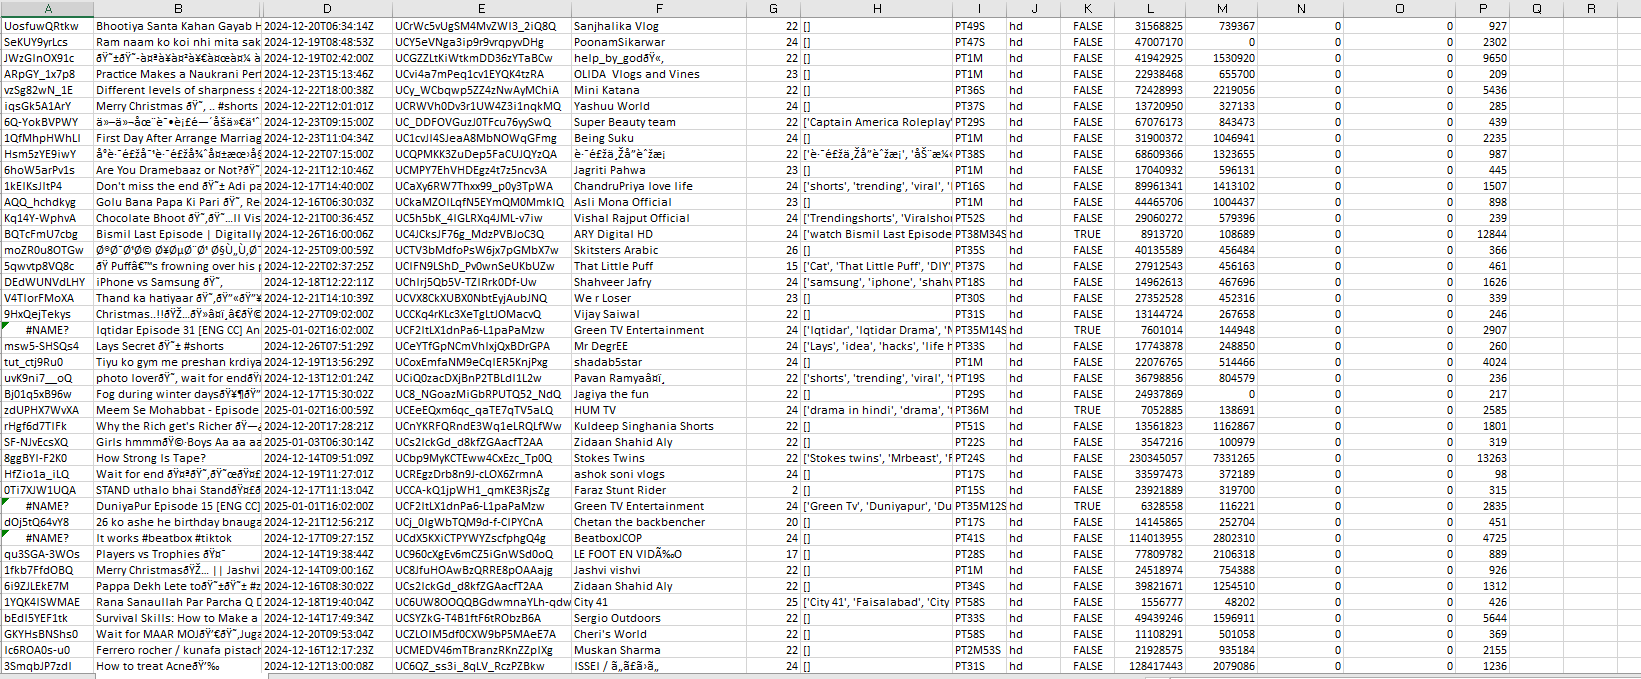 A B D E F G H I J K L M N O P Q R
UosfuwQRtkw Bhootiya Santa Kahan Gayab H 2024-12-20T06:34:14Z UCrWc5vUgSM4MvZWI3_2iQ8Q Sanjhalika Vlog 22 [] PT49S hd FALSE 31568825 739367 0 0 927
SeKUY9yrLcs Ram naam ko koi nhi mita sak 2024-12-19T08:48:53Z UCY5eVNga3ip9r9vrqpyvDHg PoonamSikarwar 24 [] PT47S hd FALSE 47007170 0 0 0 2302
JWzGlnOX91c 2024-12-19T02:42:00Z UCGZZLtKiWtkmDD36zYTaBCw help_by_godðŸ«‚ 22 [] PT1M hd FALSE 41942925 1530920 0 0 9650
ARpGY_1x7p8 Practice Makes a Naukrani Perf 2024-12-23T15:13:46Z UCvi4a7mPeq1cv1EYQK4tzRA OLIDA Vlogs and Vines 23 [] PT1M hd FALSE 22938468 655700 0 0 209
vzSg82wN_1E Different levels of sharpness s 2024-12-22T18:00:38Z UCy_WCbqwp5ZZ4zNwAyMChiA Mini Katana 22 [] PT36S hd FALSE 72428993 2219056 0 0 5436
iqsGk5A1ArY Merry Christmas ðŸ˜‚ .. #shorts 2024-12-22T12:01:01Z UCRWVh0Dv3r1UW4Z3i1nqkMQ Yashuu World 24 [] PT37S hd FALSE 13720950 327133 0 0 285
6Q-YokBVPWY 2024-12-23T09:15:00Z UC_DDFOVGuzJ0TFcu76yySwQ Super Beauty team 24 ['Captain America Roleplay' PT29S hd FALSE 67076173 843473 0 0 439
1QfMhpHWhLI First Day After Arrange Marriag 2024-12-23T11:04:34Z UC1cvJI4SJeaA8MbNOWqGFmg Being Suku 24 [] PT1M hd FALSE 31900372 1046941 0 0 2235
Hsm5zYE9iwY 2024-12-22T07:15:00Z UCQPMKK3ZuDep5FaCUJQYzQA 22 PT38S hd FALSE 68609366 1323655 0 0 987
6hoW5arPv1s Are You Dramebaaz or Not?ðŸ˜ 2024-12-21T12:10:46Z UCMPY7EhVHDEgz4t7z5ncv3A Jagriti Pahwa 23 [] PT1M hd FALSE 17040932 596131 0 0 445
1kEIKsJItP4 Don't miss the end ðŸ˜± Adi pa 2024-12-17T14:40:00Z UCaXy6RW7Thxx99_p0y3TpWA ChandruPriya love life 24 ['shorts', 'trending', 'viral', 'l PT16S hd FALSE 89961341 1413102 0 0 1507
AQQ_hchdkyg Golu Bana Papa Ki Pari ðŸ˜‚ Re 2024-12-16T06:30:03Z UCkaMZOILqfN5EYmQM0MmkIQ Asli Mona Official 23 [] PT1M hd FALSE 44465706 1004437 0 0 898
Kq14Y-WphvA Chocolate Bhoot ðŸ˜‚ðŸ˜...II Vis 2024-12-21T00:36:45Z UC5h5bK_4IGLRXq4JML-v7iw Vishal Rajput Official 24 ['Trendingshorts', 'Viralshor PT52S hd FALSE 29060272 579396 0 0 239
BQTcFmU7cbg Bismil Last Episode | Digitally 2024-12-26T16:00:06Z UC4JCksJF76g_MdzPVBJoC3Q ARY Digital HD 24 ['watch Bismil Last Episode PT38M34S hd TRUE 8913720 108689 0 0 12844
moZR0u8OTGw 2024-12-25T09:00:59Z UCTV3bMdfoPsW6jx7pGMbX7w Skitsters Arabic 26 [] PT35S hd FALSE 40135589 456484 0 0 366
5qwvtp8VQ8c ðŸ Puffâ€™s frowning over his p 2024-12-22T02:37:25Z UCIFN9LShD_Pv0wnSeUKbUZw That Little Puff 15 ['Cat', 'That Little Puff', 'DIY', PT37S hd FALSE 27912543 456163 0 0 461
DEdWUNVdLHY iPhone vs Samsung ðŸ˜‚ 2024-12-18T12:22:11Z UChIrj5Qb5V-TZIRrk0Df-Uw Shahveer Jafry 24 ['samsung', 'iphone', 'shahv PT18S hd FALSE 14962613 467696 0 0 1626
V4TIorFMoXA Thand ka hatiyaar 2024-12-21T14:10:39Z UCVX8CkXUBX0NbtEyjAubJNQ We r Loser 23 [] PT30S hd FALSE 27352528 452316 0 0 339
9HxQejTekys 2024-12-27T09:02:00Z UCCKq4rKLc3XeTgLtJOMacvQ Vijay Saiwal 22 [] PT31S hd FALSE 13144724 267658 0 0 246
#NAME? Iqtidar Episode 31 [ENG CC] An 2025-01-02T16:02:00Z UCF2ItLX1dnPa6-L1paPaMzw Green TV Entertainment 24 ['Iqtidar', 'Iqtidar Drama', 'N PT35M14S hd TRUE 7601014 144948 0 0 2907
msw5-SHSQs4 Lays Secret ðŸ˜± #shorts 2024-12-26T07:51:29Z UCeYTfGpNCmVhIxjQxBDrGPA Mr DegrEE 24 ['Lays', 'idea', 'hacks', 'life h PT33S hd FALSE 17743878 248850 0 0 260
tut_ctj9Ru0 Tiyu ko gym me preshan krdiya 2024-12-19T13:56:29Z UCoxEmfaNM9eCqIER5KnjPxg shadab5star 24 [] PT1M hd FALSE 22076765 514466 0 0 4024
uvK9ni7__oQ photo loverðŸ˜‚ wait for endðŸ 2024-12-13T12:01:24Z UCiQ0zacDXjBnP2TBLdI1L2w 22 ['shorts', 'trending', 'viral', 'f PT19S hd FALSE 36798856 804579 0 0 236
Bj01q5xB96w Fog during winter days 2024-12-17T15:30:02Z UC8_NGoazMiGbRPUTQ52_NdQ Jagiya the fun 22 [] PT29S hd FALSE 24937869 0 0 0 217
zdUPHX7WvXA Meem Se Mohabbat - Episode 2025-01-02T16:00:59Z UCEeEQxm6qc_qaTE7qTV5aLQ HUM TV 24 ['drama in hindi', 'drama', 't PT36M hd TRUE 7052885 138691 0 0 2585
rHgf6d7TIFk Why the Rich get's Richer 2024-12-20T17:28:21Z UCnYKRFQRndE3Wq1eLRQLfWw Kuldeep Singhania Shorts 22 [] PT51S hd FALSE 13561823 1162867 0 0 1801
SF-NJvEcsXQ Girls hmmmðŸ©·Boys Aa aa aa 2025-01-03T06:30:14Z UCs2IckGd_d8kfZGAacfT2AA Zidaan Shahid Aly 22 [] PT22S hd FALSE 3547216 100979 0 0 319
8ggBYI-F2K0 How Strong Is Tape? 2024-12-14T09:51:09Z UCbp9MyKCTEww4CxEzc_Tp0Q Stokes Twins 22 ['Stokes twins', 'Mrbeast', 'F PT24S hd FALSE 230345057 7331265 0 0 13263
HfZio1a_iLQ Wait for end 2024-12-19T11:27:01Z UCREgzDrb8n9J-cLOX6ZrmnA ashok soni vlogs 24 [] PT17S hd FALSE 33597473 372189 0 0 98
0Ti7XJW1UQA STAND uthalo bhai StandðŸ¤£ð 2024-12-17T11:13:04Z UCCA-kQ1jpWH1_qmKE3RjsZg Faraz Stunt Rider 2 [] PT15S hd FALSE 23921889 319700 0 0 315
#NAME? DuniyaPur Episode 15 [ENG CC] 2025-01-01T16:02:00Z UCF2ItLX1dnPa6-L1paPaMzw Green TV Entertainment 24 ['Green Tv', 'Duniyapur', 'Du PT35M12S hd TRUE 6328558 116221 0 0 2835
dOj5tQ64vY8 26 ko ashe he birthday bnauga 2024-12-21T12:56:21Z UCj_0IgWbTQM9d-f-CIPYCnA Chetan the backbencher 20 [] PT17S hd FALSE 14145865 252704 0 0 451
#NAME? It works #beatbox #tiktok 2024-12-17T09:27:15Z UCdX5KXiCTPYWYZscfphgQ4g BeatboxJCOP 24 [] PT41S hd FALSE 114013955 2802310 0 0 4725
qu3SGA-3WOs Players vs Trophies 2024-12-14T19:38:44Z UC960cXgEv6mCZ5iGnWSd0oQ LE FOOT EN VIDÃ‰O 17 [] PT28S hd FALSE 77809782 2106318 0 0 889
1fkb7FfdOBQ Merry ChristmasðŸŽ… || Jashvi 2024-12-14T09:00:16Z UC8JfuHOAwBzQRRE8pOAAajg Jashvi vishvi 22 [] PT1M hd FALSE 24518974 754388 0 0 926
6i9ZJLEkE7M Pappa Dekh Lete toðŸ˜±ðŸ˜± #z 2024-12-16T08:30:02Z UCs2IckGd_d8kfZGAacfT2AA Zidaan Shahid Aly 22 [] PT34S hd FALSE 39821671 1254510 0 0 1312
1YQK4ISWMAE Rana Sanaullah Par Parcha Q D 2024-12-18T19:40:04Z UC6UW8OOQQBGdwmnaYLh-qdw City 41 25 ['City 41', 'Faisalabad', 'City PT58S hd FALSE 1556777 48202 0 0 426
bEdI5YEF1tk Survival Skills: How to Make a 2024-12-14T17:49:34Z UCSYZkG-T4B1ftF6tRObzB6A Sergio Outdoors 22 [] PT33S hd FALSE 49439246 1596911 0 0 5644
GKYHsBNShs0 Wait for MAAR MOJ 2024-12-20T09:53:04Z UCZLOIM5df0CXW9bP5MAeE7A Cheri's World 22 [] PT58S hd FALSE 11108291 501058 0 0 369
Ic6ROA0s-u0 Ferrero rocher / kunafa pistach 2024-12-16T12:17:23Z UCMEDV46mTBranzRKnZZpIXg Muskan Sharma 22 [] PT2M53S hd FALSE 21928575 935184 0 0 2155
3SmqbJP7zdI How to treat AcneðŸ'‰ 2024-12-12T13:00:08Z UC6QZ_ss3i_8qLV_RczPZBkw 24 [] PT31S hd FALSE 128417443 2079086 0 0 1236